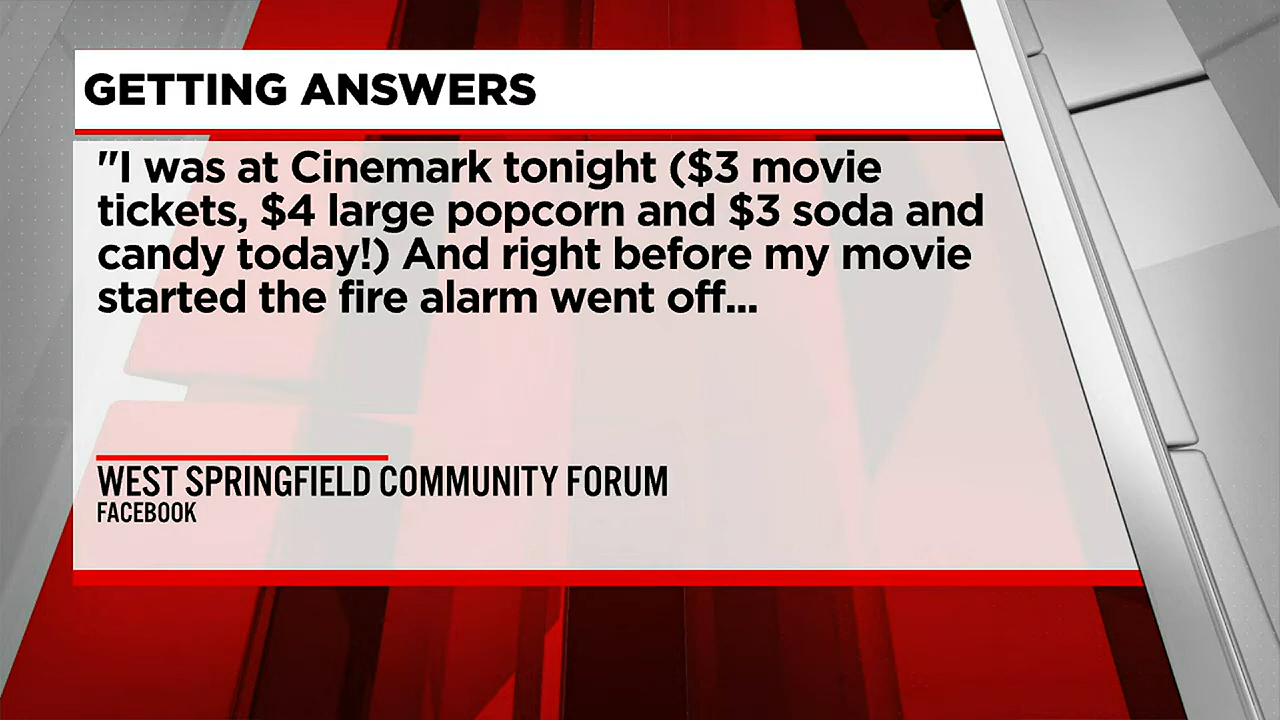 GETTING ANSWERS
"I was at Cinemark tonight ($3 movie
tickets, $4 large popcorn and $3 soda and
candy today!) And right before my movie
started the fire alarm went off...
WEST SPRINGFIELD COMMUNITY FORUM
FACEBOOK